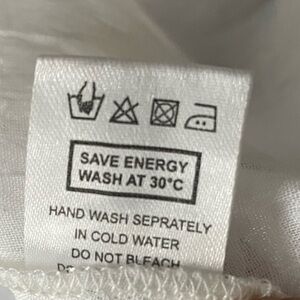 SAVE ENERGY
WASH AT 30°C
HAND WASH SEPRATELY
IN COLD WATER
DO NOT BLEACH